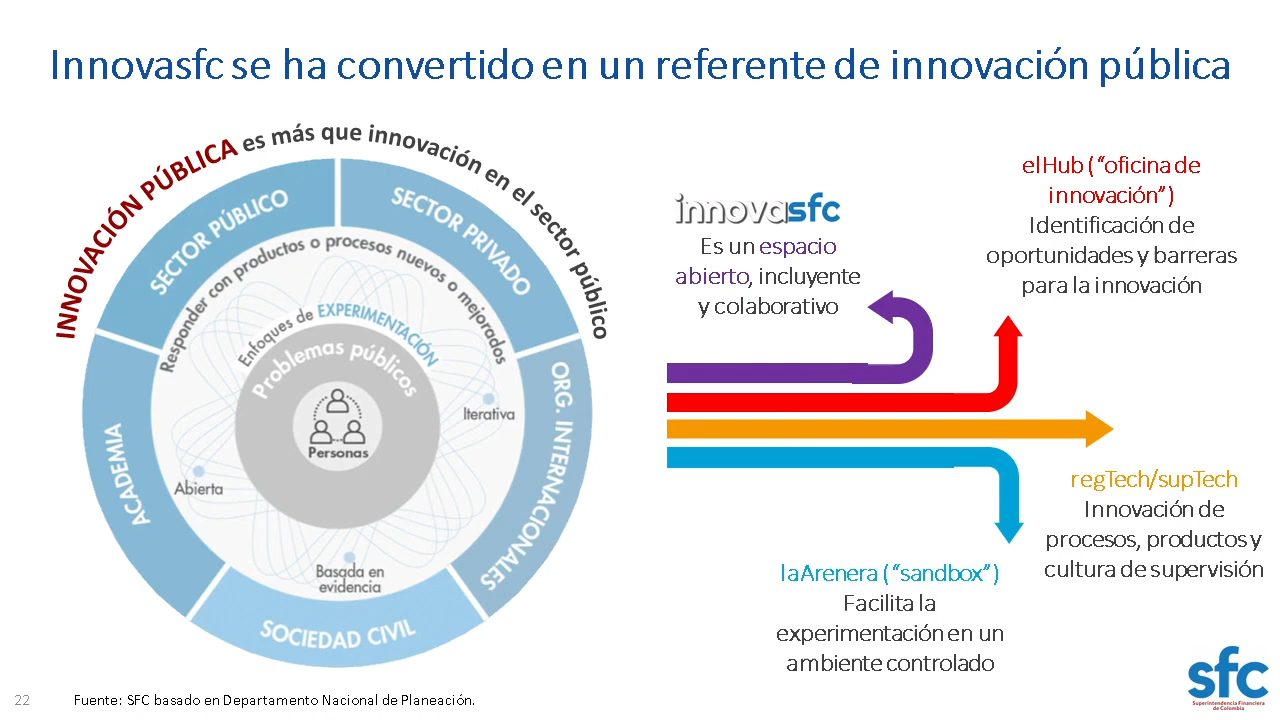 Innovasfc se ha convertido en un referente de innovación pública
INNOVACIÓN PÚBLICA es más que innovación en el sector público
SECTOR PÚBLICO
SECTOR PRIVADO
ORG. INTERNACIONALES
SOCIEDAD CIVIL
ACADEMIA
Responder con productos o procesos nuevos o mejorados
Enfoques de EXPERIMENTACIÓN
Problemas públicos
Personas
Iterativa
Abierta
Basada en
evidencia
innovasfc
Es un espacio
abierto, incluyente
y colaborativo
elHub (“oficina de
innovación”)
Identificación de
oportunidades y barreras
para la innovación
regTech/supTech
Innovación de
procesos, productos y
cultura de supervisión
laArenera (“sandbox”)
Facilita la
experimentación en un
ambiente controlado
sfc
Superintendencia Financiera
de Colombia
22
Fuente: SFC basado en Departamento Nacional de Planeación.